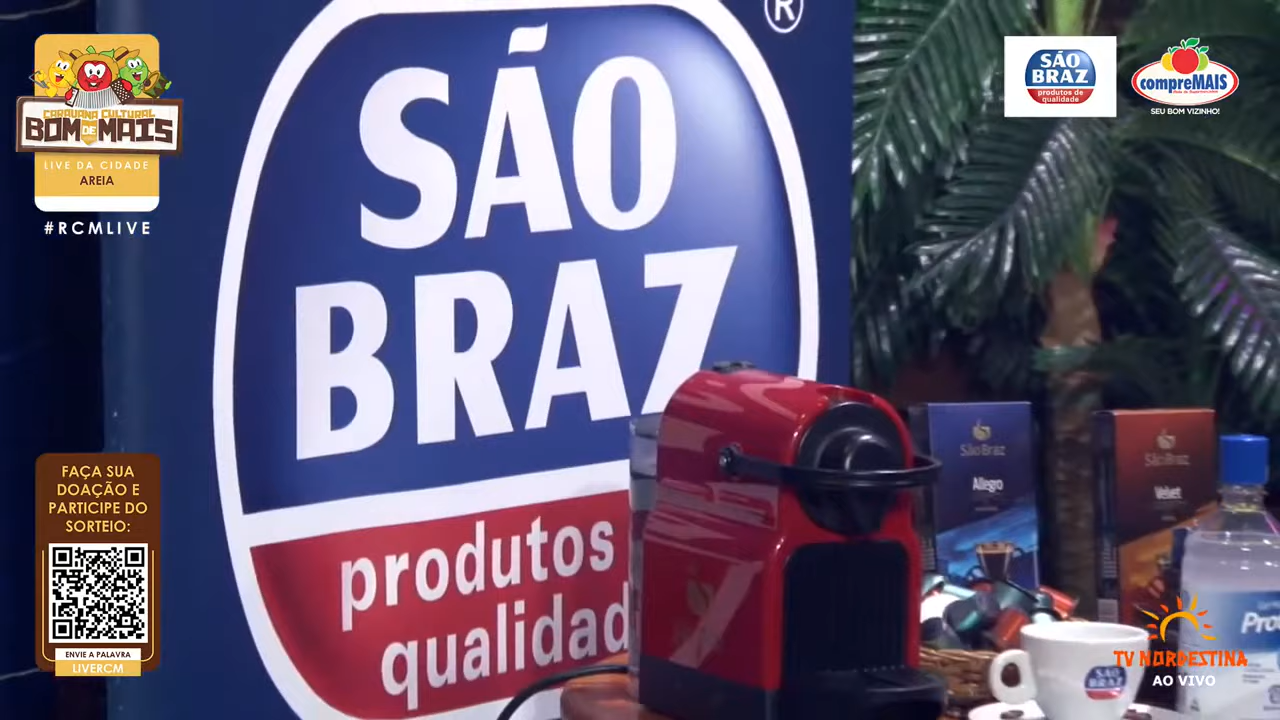 CARAVANA CULTURAL
BOM DE MAIS
LIVE DA CIDADE
AREIA
#RCMLIVE
FAÇA SUA
DOAÇÃO E
PARTICIPE DO
SORTEIO:
ENVIE A PALAVRA
LIVERCM
®
SÃO
BRAZ
produtos
qualidad
SÃO
BRAZ
produtos de
qualidade
compreMAIS
SEU BOM VIZINHO!
São Braz
Allegro
São Braz
Velvet
SÃO
BRAZ
TV NORDESTINA
AO VIVO